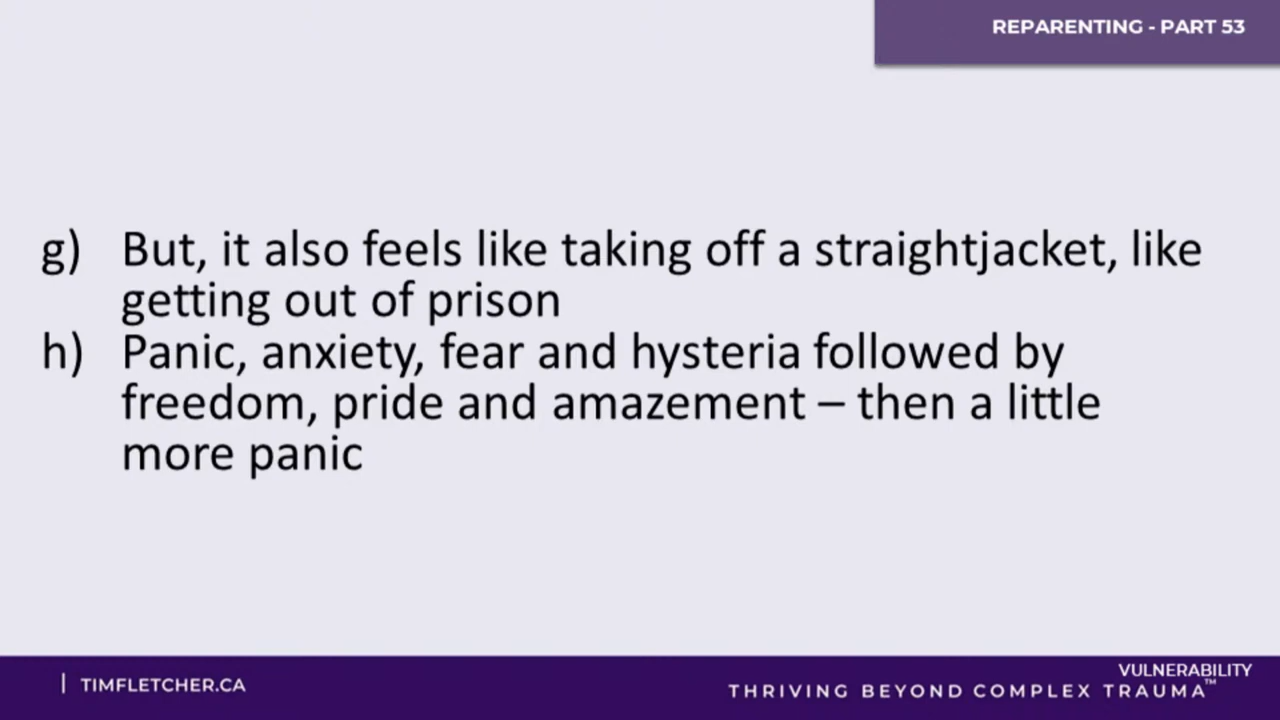 REPARENTING - PART 53
g) But, it also feels like taking off a straightjacket, like
getting out of prison
h) Panic, anxiety, fear and hysteria followed by
freedom, pride and amazement – then a little
more panic
| TIMFLETCHER.CA
VULNERABILITY
THRIVING BEYOND COMPLEX TRAUMA™